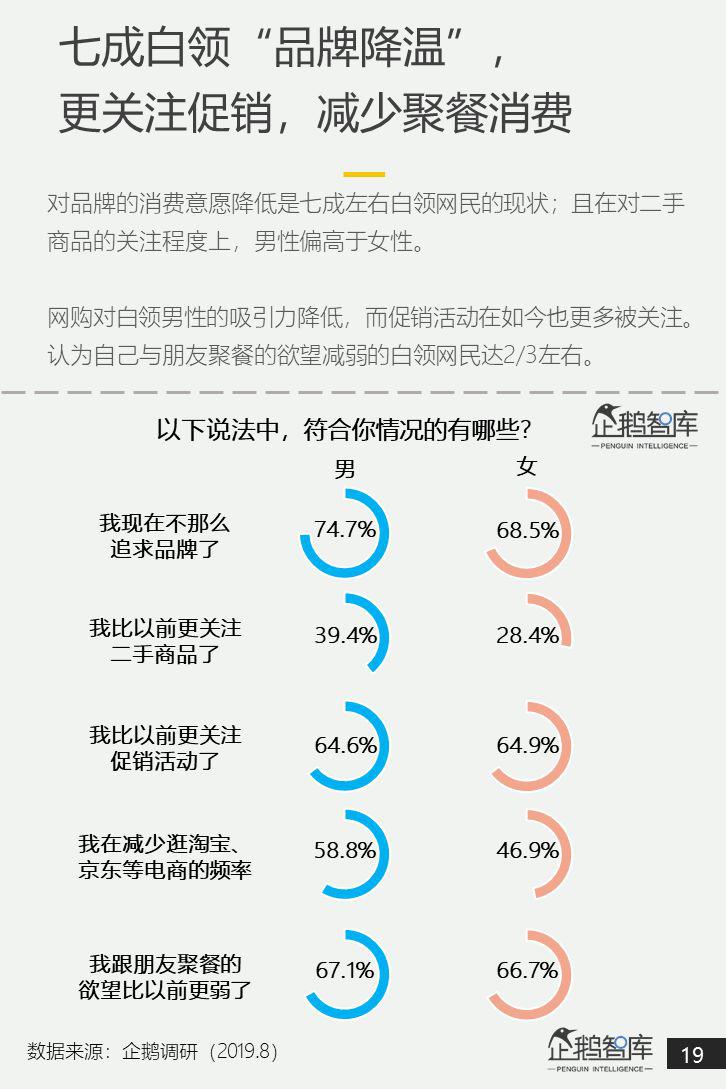 七成白领“品牌降温”，
更关注促销，减少聚餐消费
对品牌的消费意愿降低是七成左右白领网民的现状；且在对二手
商品的关注程度上，男性偏高于女性。
网购对白领男性的吸引力降低，而促销活动在如今也更多被关注。
认为自己与朋友聚餐的欲望减弱的白领网民达2/3左右。
以下说法中，符合你情况的有哪些?
企鹅智库
—PENGUIN INTELLIGENCE—
男 女
我现在不那么
追求品牌了
74.7% 68.5%
我比以前更关注
二手商品了
39.4% 28.4%
我比以前更关注
促销活动了
64.6% 64.9%
我在减少逛淘宝、
京东等电商的频率
58.8% 46.9%
我跟朋友聚餐的
欲望比以前更弱了
67.1% 66.7%
数据来源：企鹅调研（2019.8）
企鹅智库
—PENGUIN INTELLIGENCE—
19